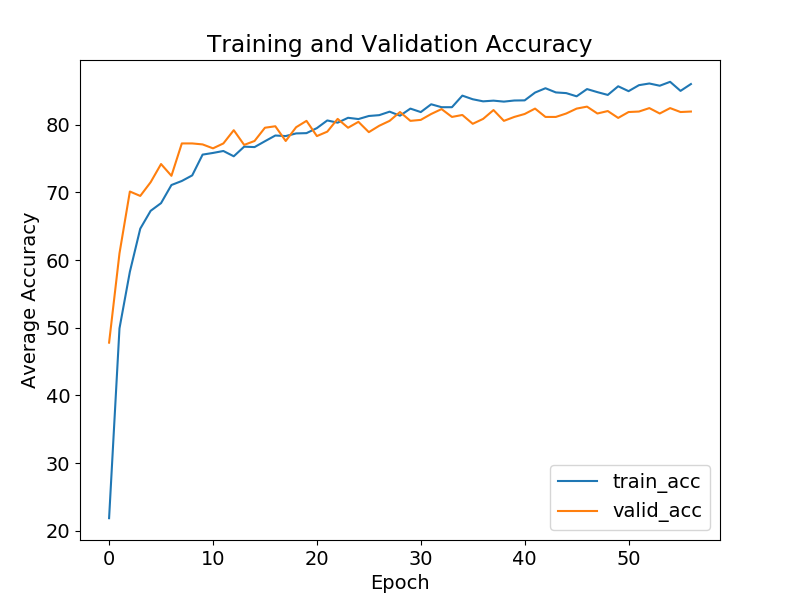 Training and Validation Accuracy
Average Accuracy
80
70
60
50
40
30
20
train_acc
valid_acc
0 10 20 30 40 50
Epoch